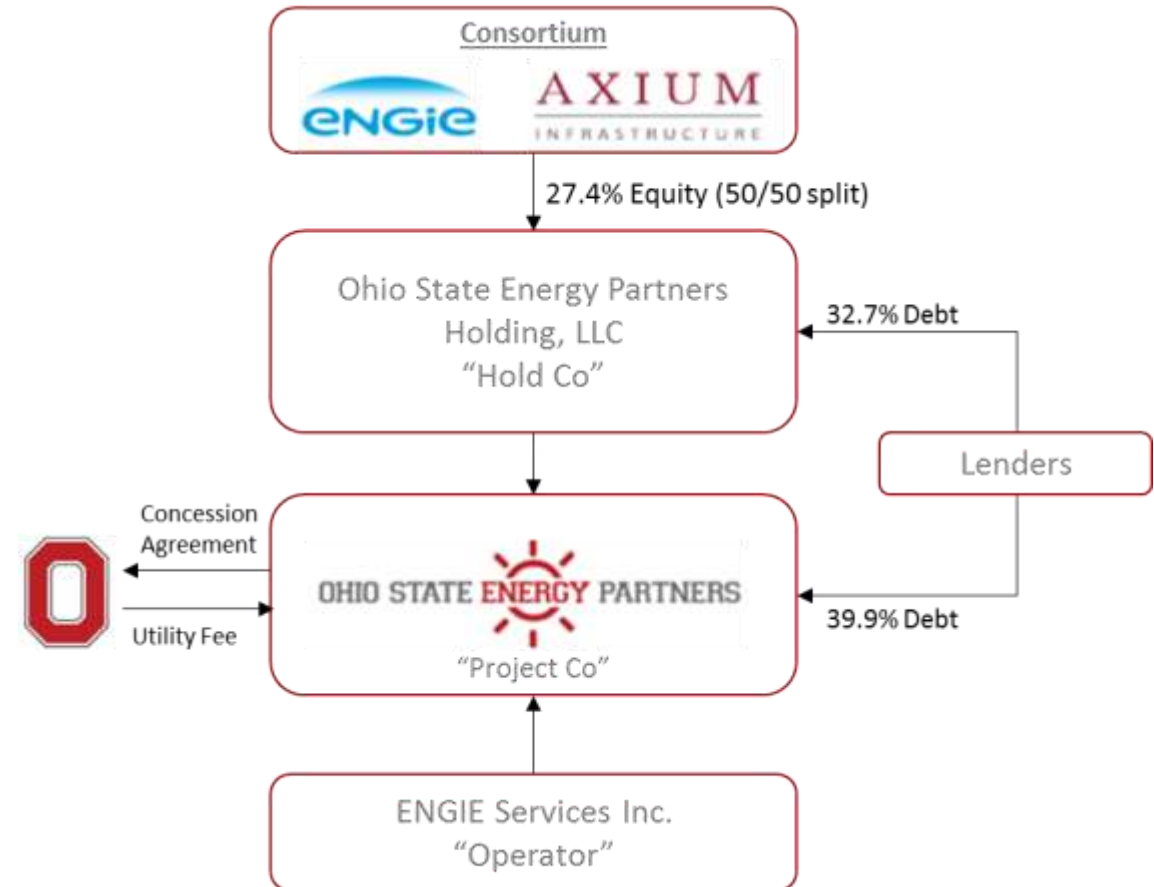 Consortium
ENGIE
AXIUM
INFRASTRUCTURE
27.4% Equity (50/50 split)
Ohio State Energy Partners
Holding, LLC
“Hold Co”
32.7% Debt
Lenders
Concession
Agreement
O
OHIO STATE ENERGY PARTNERS
39.9% Debt
Utility Fee
“Project Co”
ENGIE Services Inc.
“Operator”